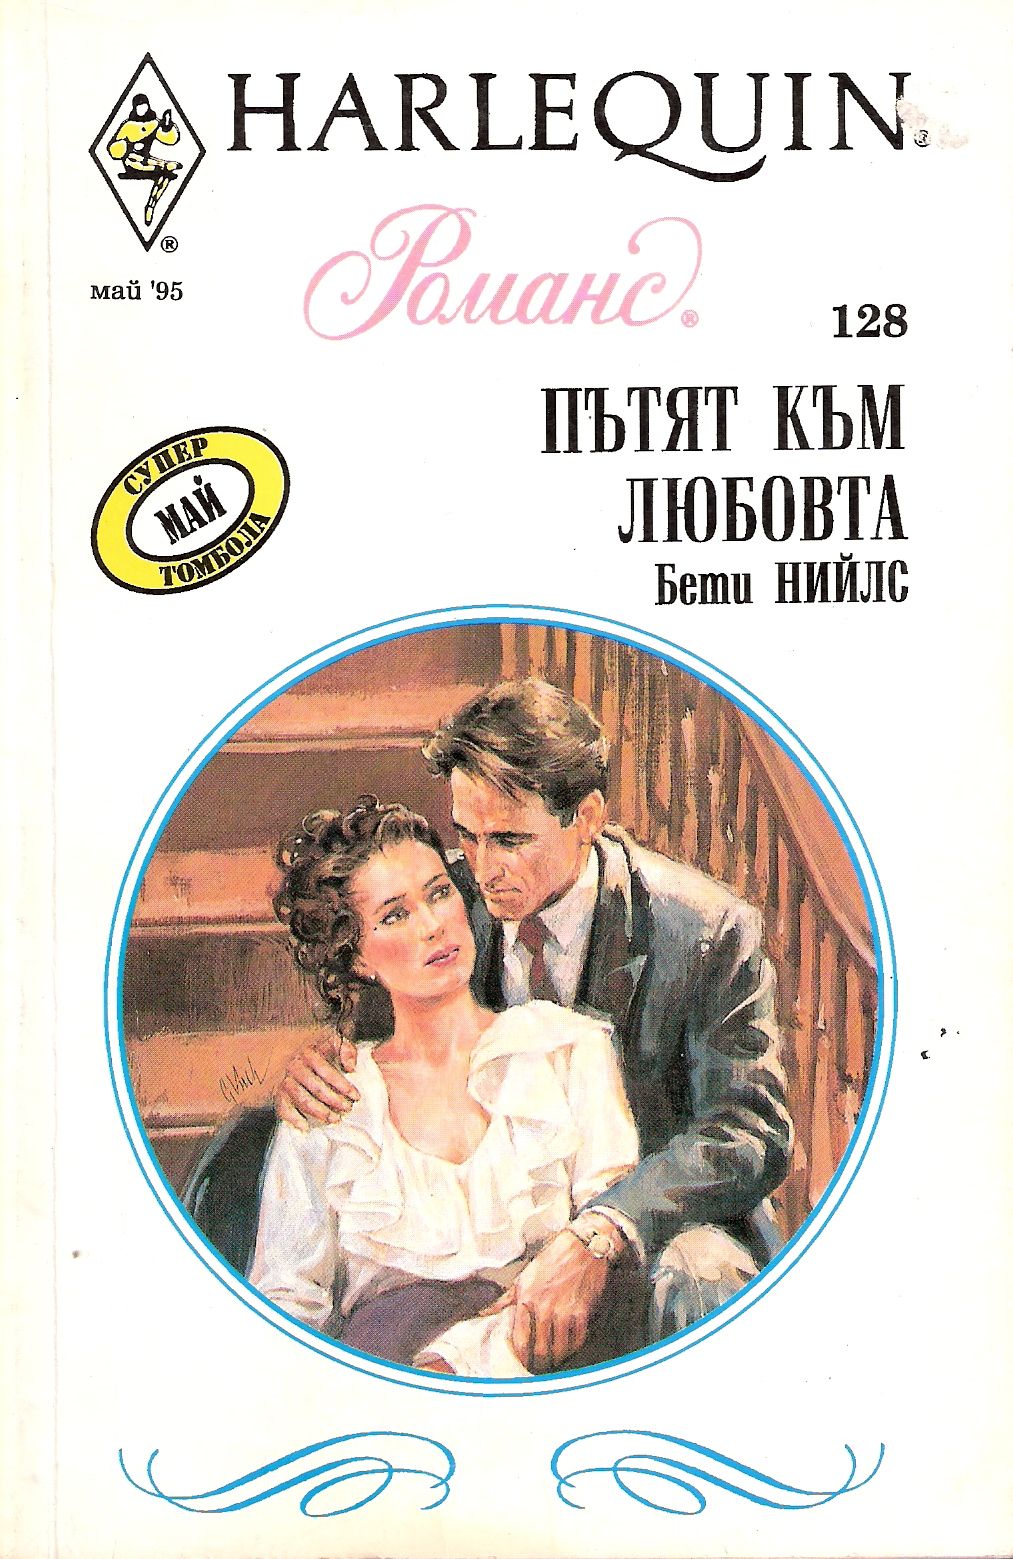 HARLEQUIN®
®
май '95
Романс®
128
ПЪТЯТ КЪМ
ЛЮБОВТА
Бети НИЙЛС
СУПЕР
МАЙ
ТОМБОЛА